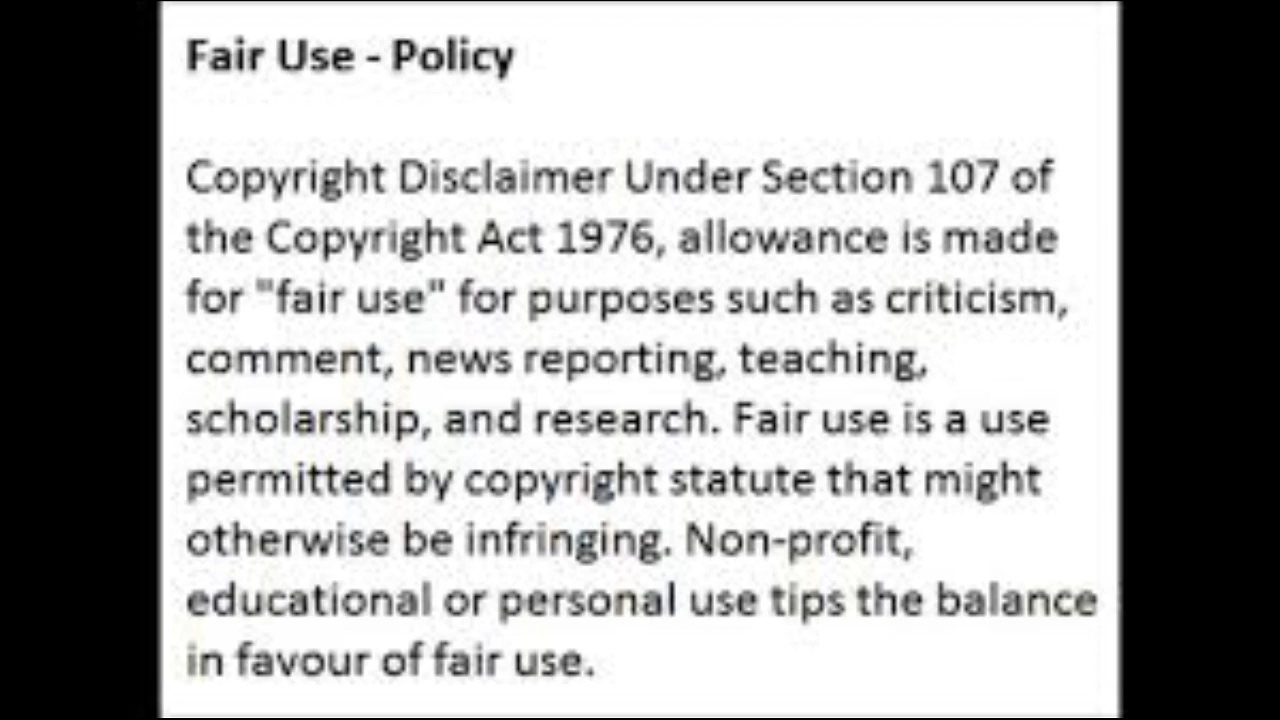 Fair Use - Policy
Copyright Disclaimer Under Section 107 of
the Copyright Act 1976, allowance is made
for "fair use" for purposes such as criticism,
comment, news reporting, teaching,
scholarship, and research. Fair use is a use
permitted by copyright statute that might
otherwise be infringing. Non-profit,
educational or personal use tips the balance
in favour of fair use.